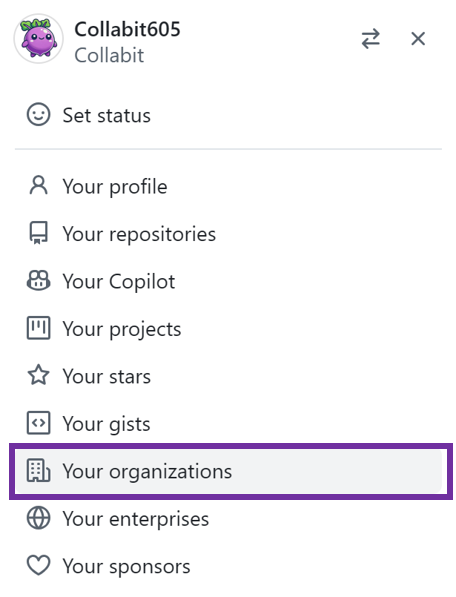 Collabit605
Collabit
Set status
Your profile
Your repositories
Your Copilot
Your projects
Your stars
Your gists
Your organizations
Your enterprises
Your sponsors